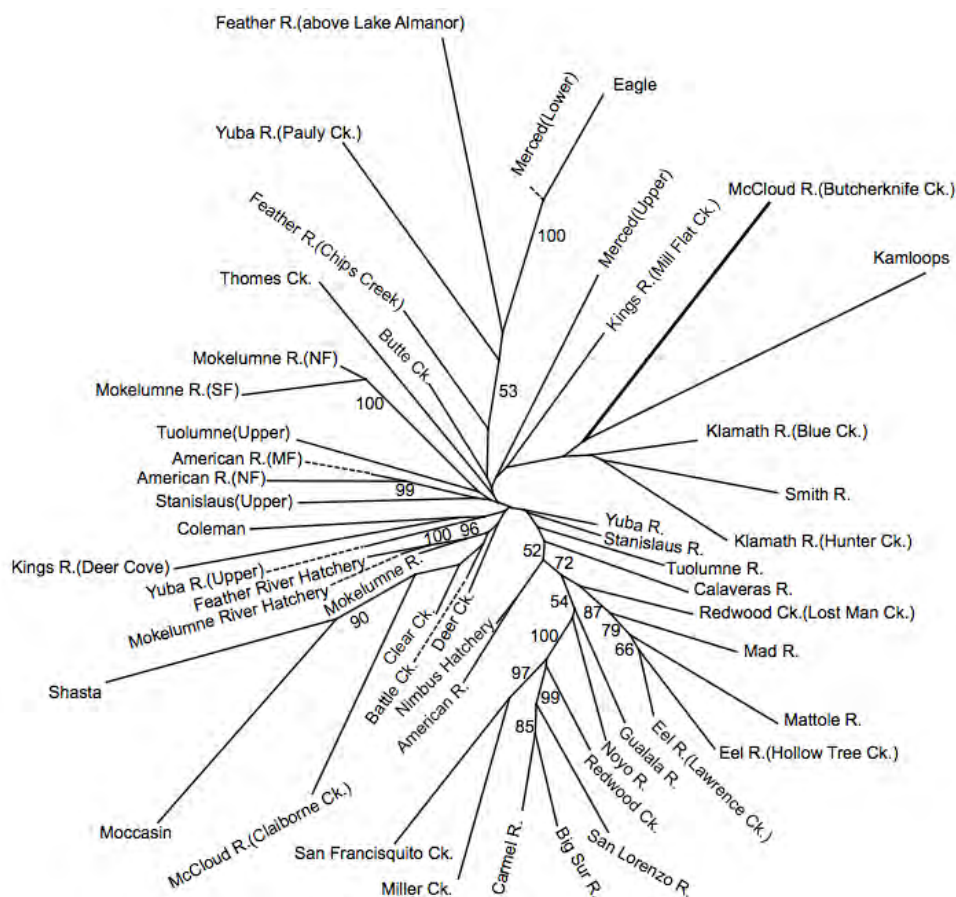 Feather R.(above Lake Almanor)
Eagle
Merced(Lower)
Yuba R.(Pauly Ck.)
McCloud R.(Butcherknife Ck.)
100
Merced(Upper)
Kings R.(Mill Flat Ck.)
Feather R.(Chips Creek)
Kamloops
Thomes Ck.
Butte Ck.
Mokelumne R.(NF)
Mokelumne R.(SF)
100
53
Klamath R.(Blue Ck.)
Tuolumne(Upper)
American R.(MF)
American R.(NF)
99
Smith R.
Stanislaus(Upper)
Coleman
Yuba R.
Stanislaus R.
Klamath R.(Hunter Ck.)
Kings R.(Deer Cove)
100
96
Tuolumne R.
Yuba R.(Upper)
Feather River Hatchery
Mokelumne River Hatchery
Mokelumne R.
52
72
Calaveras R.
Redwood Ck.(Lost Man Ck.)
90
54
87
79
66
Mad R.
Clear Ck.
Battle Ck.
Deer Ck.
Nimbus Hatchery
American R.
100
97
99
85
Shasta
Mattole R.
Eel R.(Hollow Tree Ck.)
Eel R.(Lawrence Ck.)
Gualala R.
Noyo R.
Redwood Ck.
Moccasin
McCloud R.(Claiborne Ck.)
San Francisquito Ck.
Miller Ck.
Carmel R.
Big Sur R.
San Lorenzo R.